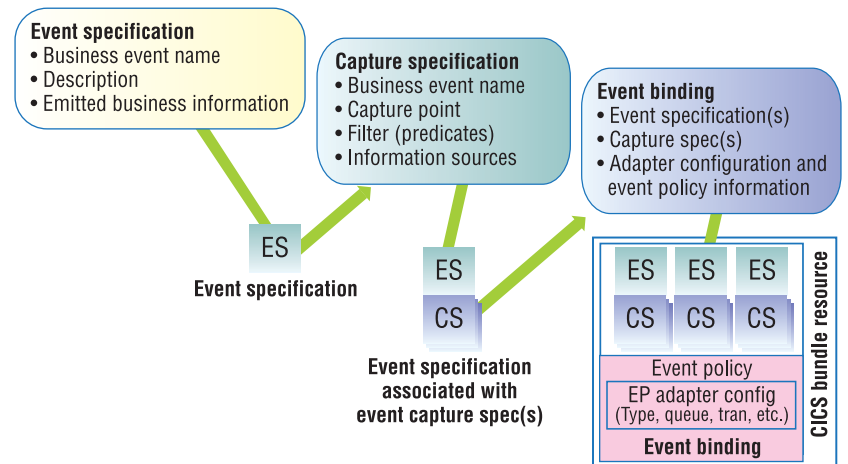 Event specification
• Business event name
• Description
• Emitted business information
Capture specification
• Business event name
• Capture point
• Filter (predicates)
• Information sources
Event binding
• Event specification(s)
• Capture spec(s)
• Adapter configuration and
event policy information
ES
Event specification
ES
CS
Event specification
associated with
event capture spec(s)
ES ES ES
CS CS CS
Event policy
EP adapter config
(Type, queue, tran, etc.)
Event binding
CICS bundle resource